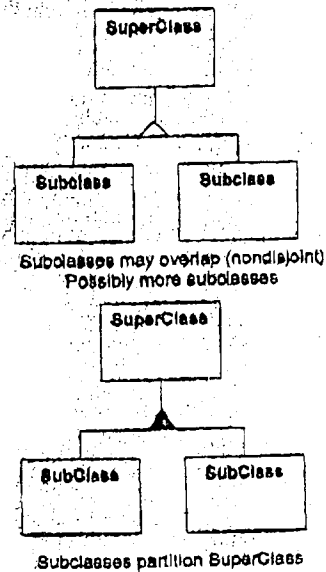 SuperClass
Subclass Subclass
Subclasses may overlap (nondisjoint)
Possibly more subclasses
SuperClass
SubClass SubClass
Subclasses partition SuperClass